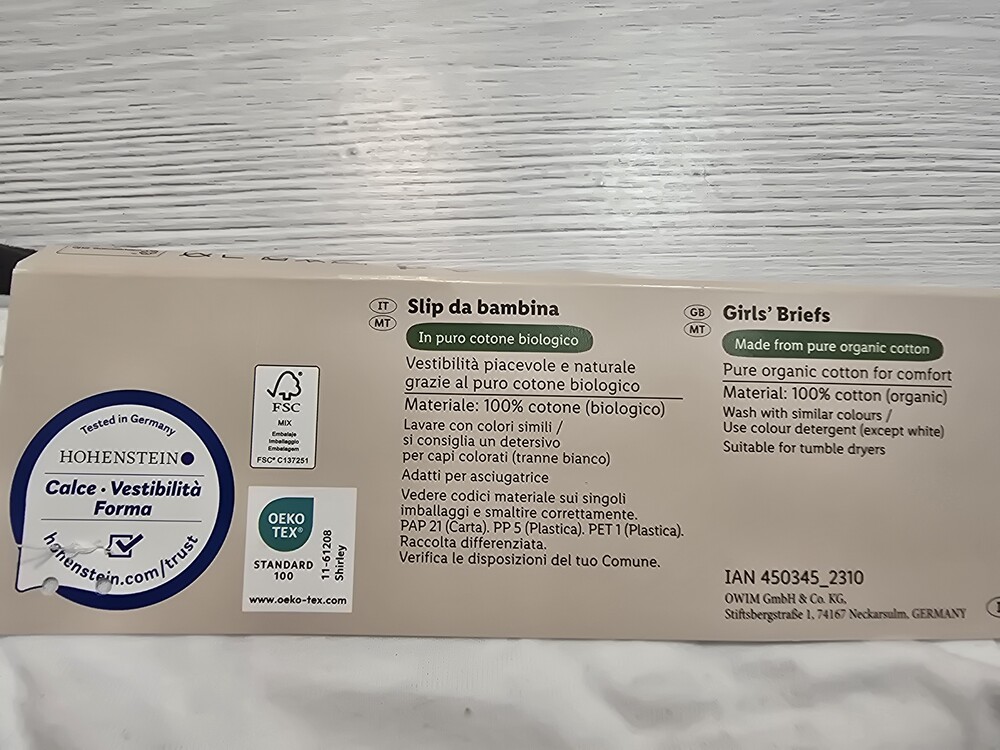 Tested in Germany
HOHENSTEIN
Calce · Vestibilità
Forma
hohenstein.com/trust
FSC
MIX
Embalaje
Imballaggio
Embalagem
FSC® C137251
OEKO
TEX®
STANDARD
100
11-61208
Shirley
www.oeko-tex.com
IT
MT
Slip da bambina
In puro cotone biologico
Vestibilità piacevole e naturale
grazie al puro cotone biologico
Materiale: 100% cotone (biologico)
Lavare con colori simili /
si consiglia un detersivo
per capi colorati (tranne bianco)
Adatti per asciugatrice
Vedere codici materiale sui singoli
imballaggi e smaltire correttamente.
PAP 21 (Carta). PP 5 (Plastica). PET 1 (Plastica).
Raccolta differenziata.
Verifica le disposizioni del tuo Comune.
GB
MT
Girls’ Briefs
Made from pure organic cotton
Pure organic cotton for comfort
Material: 100% cotton (organic)
Wash with similar colours /
Use colour detergent (except white)
Suitable for tumble dryers
IAN 450345_2310
OWIM GmbH & Co. KG,
Stiftsbergstraße 1, 74167 Neckarsulm, GERMANY